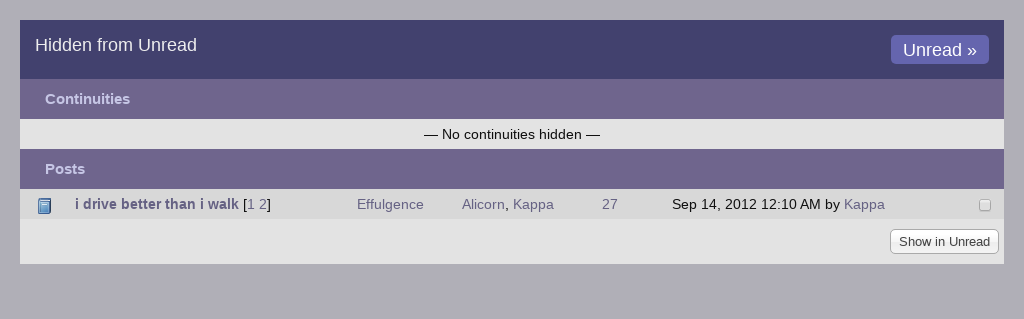 Hidden from Unread
Unread »
Continuities
— No continuities hidden —
Posts
i drive better than i walk [1 2] Effulgence Alicorn, Kappa 27 Sep 14, 2012 12:10 AM by Kappa
Show in Unread